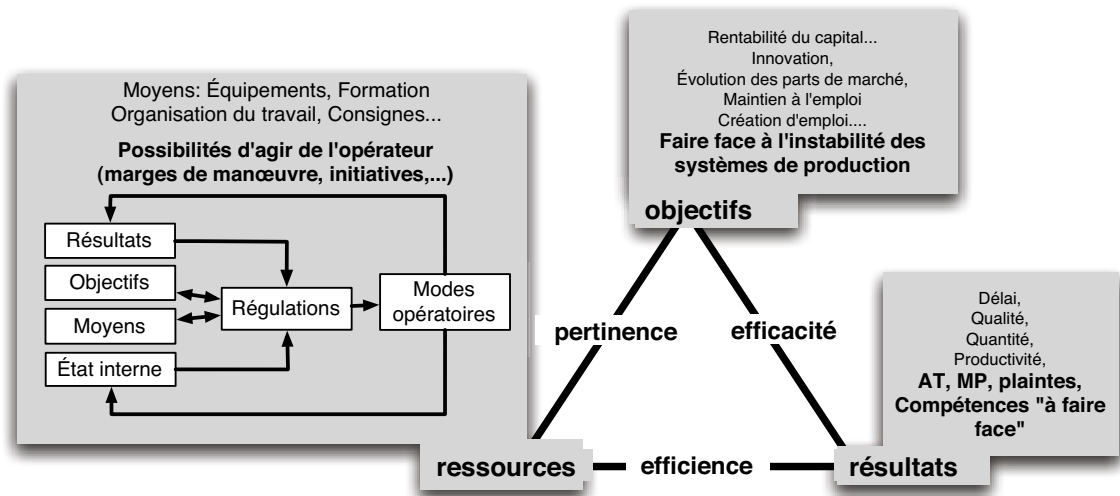 Moyens: Équipements, Formation
Organisation du travail, Consignes...
Possibilités d'agir de l'opérateur
(marges de manœuvre, initiatives,...)
Résultats
Objectifs
Moyens
État interne
Régulations
Modes
opératoires
Rentabilité du capital...
Innovation,
Évolution des parts de marché,
Maintien à l'emploi
Création d'emploi....
Faire face à l'instabilité des
systèmes de production
objectifs
pertinence
efficacité
Délai,
Qualité,
Quantité,
Productivité,
AT, MP, plaintes,
Compétences "à faire
face"
ressources
efficience
résultats